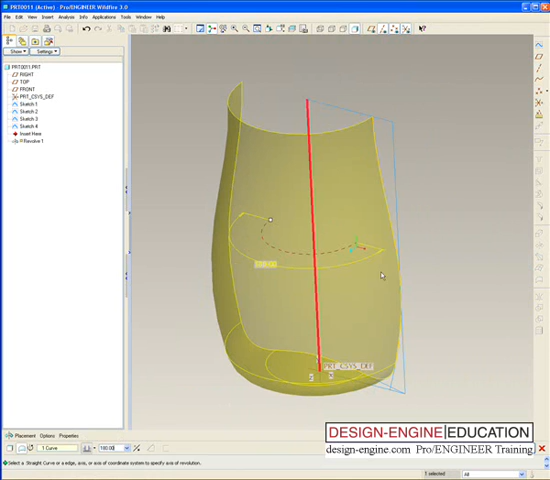 PRT0011 (Active) Pro/ENGINEER Wildfire 3.0
File Edit View Insert Analysis Info Applications Tools Window Help
Show Settings
PRT0011.PRT
RIGHT
TOP
FRONT
PRT_CSYS_DEF
Sketch 1
Sketch 2
Sketch 3
Sketch 4
Insert Here
Revolve 1
180.00
PRT_CSYS_DEF
Placement Options Properties
1 Curve 180.00
DESIGN-ENGINE|EDUCATION
design-engine.com Pro/ENGINEER Training
Select a Straight Curve or a edge, axis, or axis of coordinate system to specify axis of revolution.
1 selected All